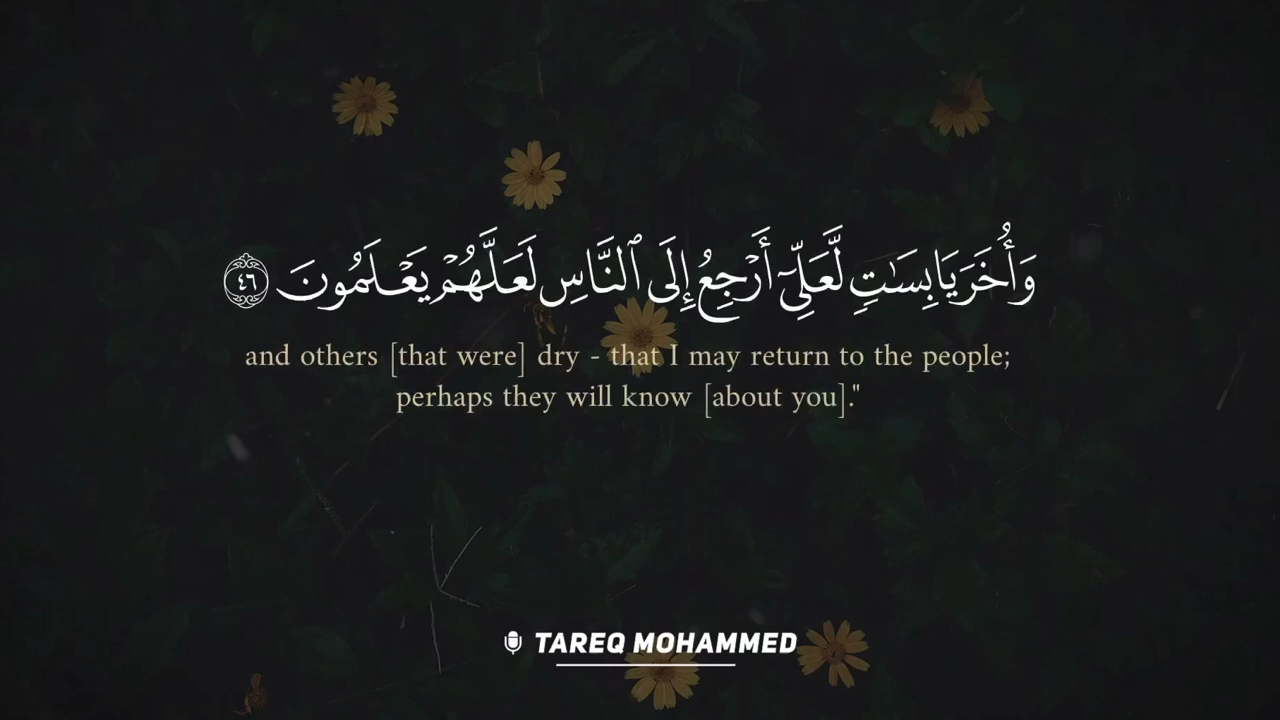 وَأُخَرَ يَابِسَـٰتٍ لَّعَلِّىٓ أَرْجِعُ إِلَى ٱلنَّاسِ لَعَلَّهُمْ يَعْلَمُونَ ٤٦
and others [that were] dry - that I may return to the people;
perhaps they will know [about you]."
TAREQ MOHAMMED